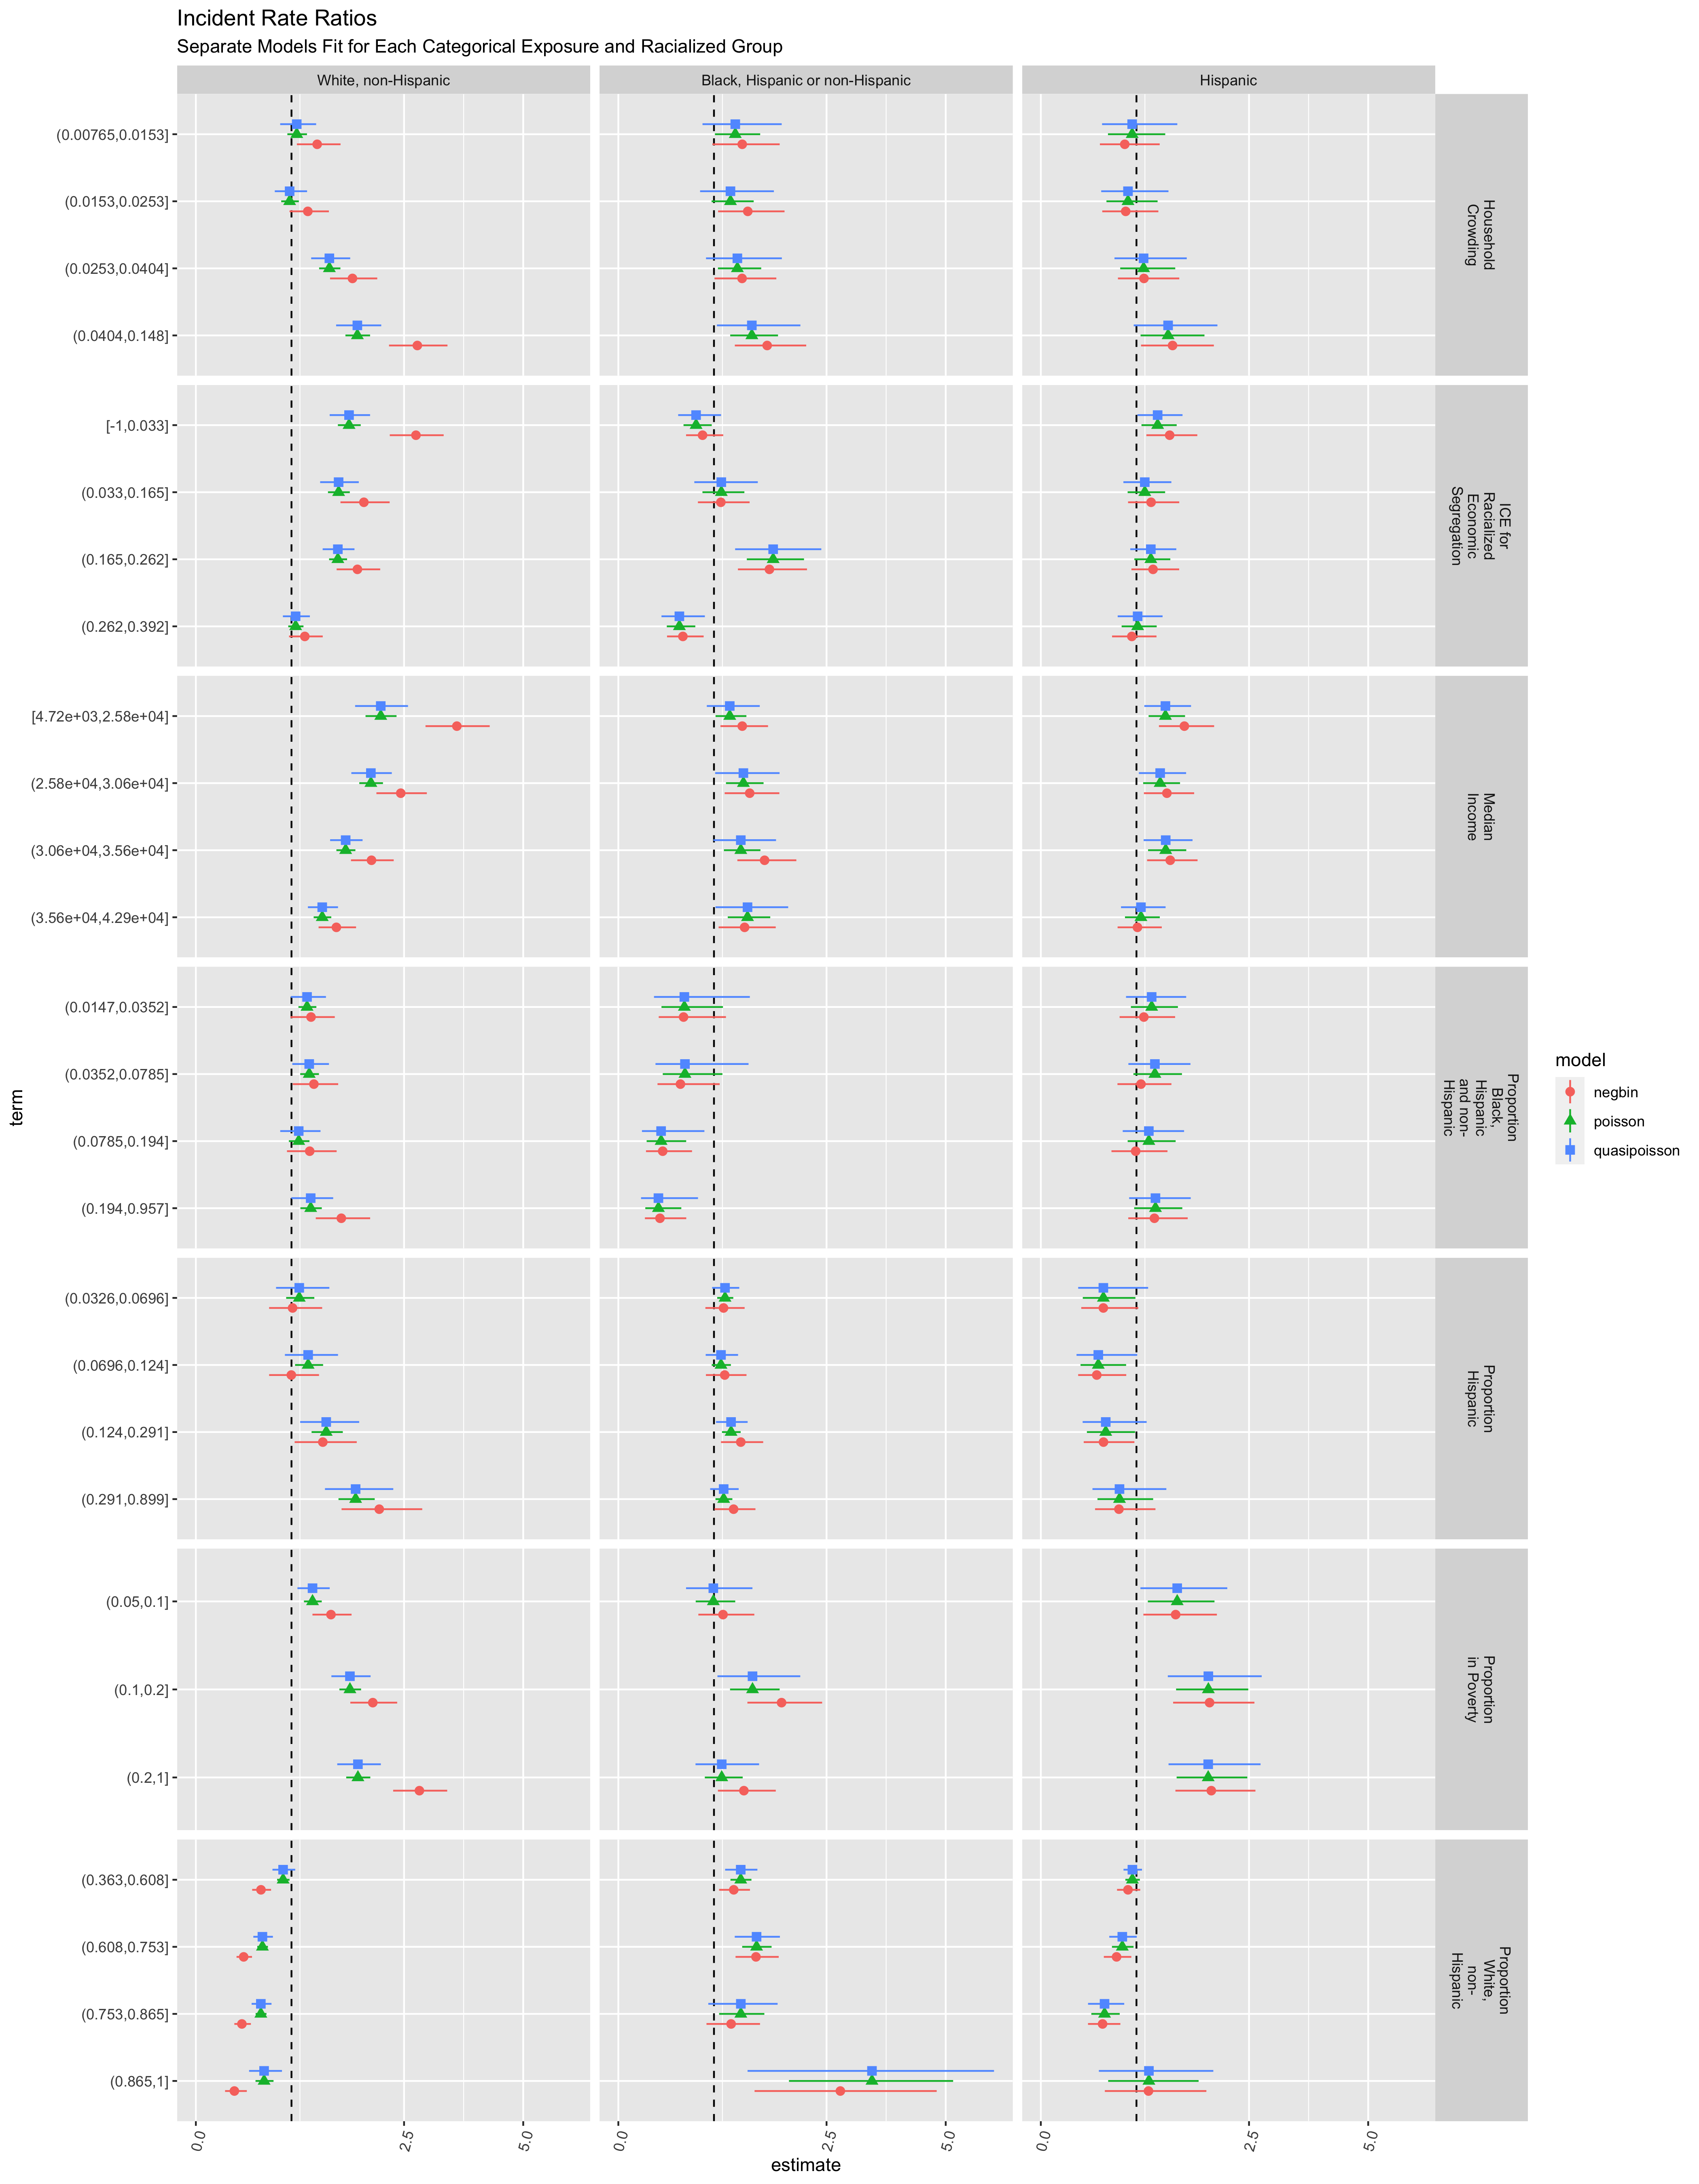 Incident Rate Ratios
Separate Models Fit for Each Categorical Exposure and Racialized Group
White, non-Hispanic
Black, Hispanic or non-Hispanic
Hispanic
term
(0.00765,0.0153]
(0.0153,0.0253]
(0.0253,0.0404]
(0.0404,0.148]
Household
Crowding
[-1,0.033]
(0.033,0.165]
(0.165,0.262]
(0.262,0.392]
ICE for
Racialized
Economic
Segregation
[4.72e+03,2.58e+04]
(2.58e+04,3.06e+04]
(3.06e+04,3.56e+04]
(3.56e+04,4.29e+04]
Median
Income
(0.0147,0.0352]
(0.0352,0.0785]
(0.0785,0.194]
(0.194,0.957]
Proportion
Black,
Hispanic
and non-
Hispanic
(0.0326,0.0696]
(0.0696,0.124]
(0.124,0.291]
(0.291,0.899]
Proportion
Hispanic
(0.05,0.1]
(0.1,0.2]
(0.2,1]
Proportion
in Poverty
(0.363,0.608]
(0.608,0.753]
(0.753,0.865]
(0.865,1]
Proportion
White,
non-
Hispanic
0.0
2.5
5.0
0.0
2.5
5.0
0.0
2.5
5.0
estimate
model
negbin
poisson
quasipoisson